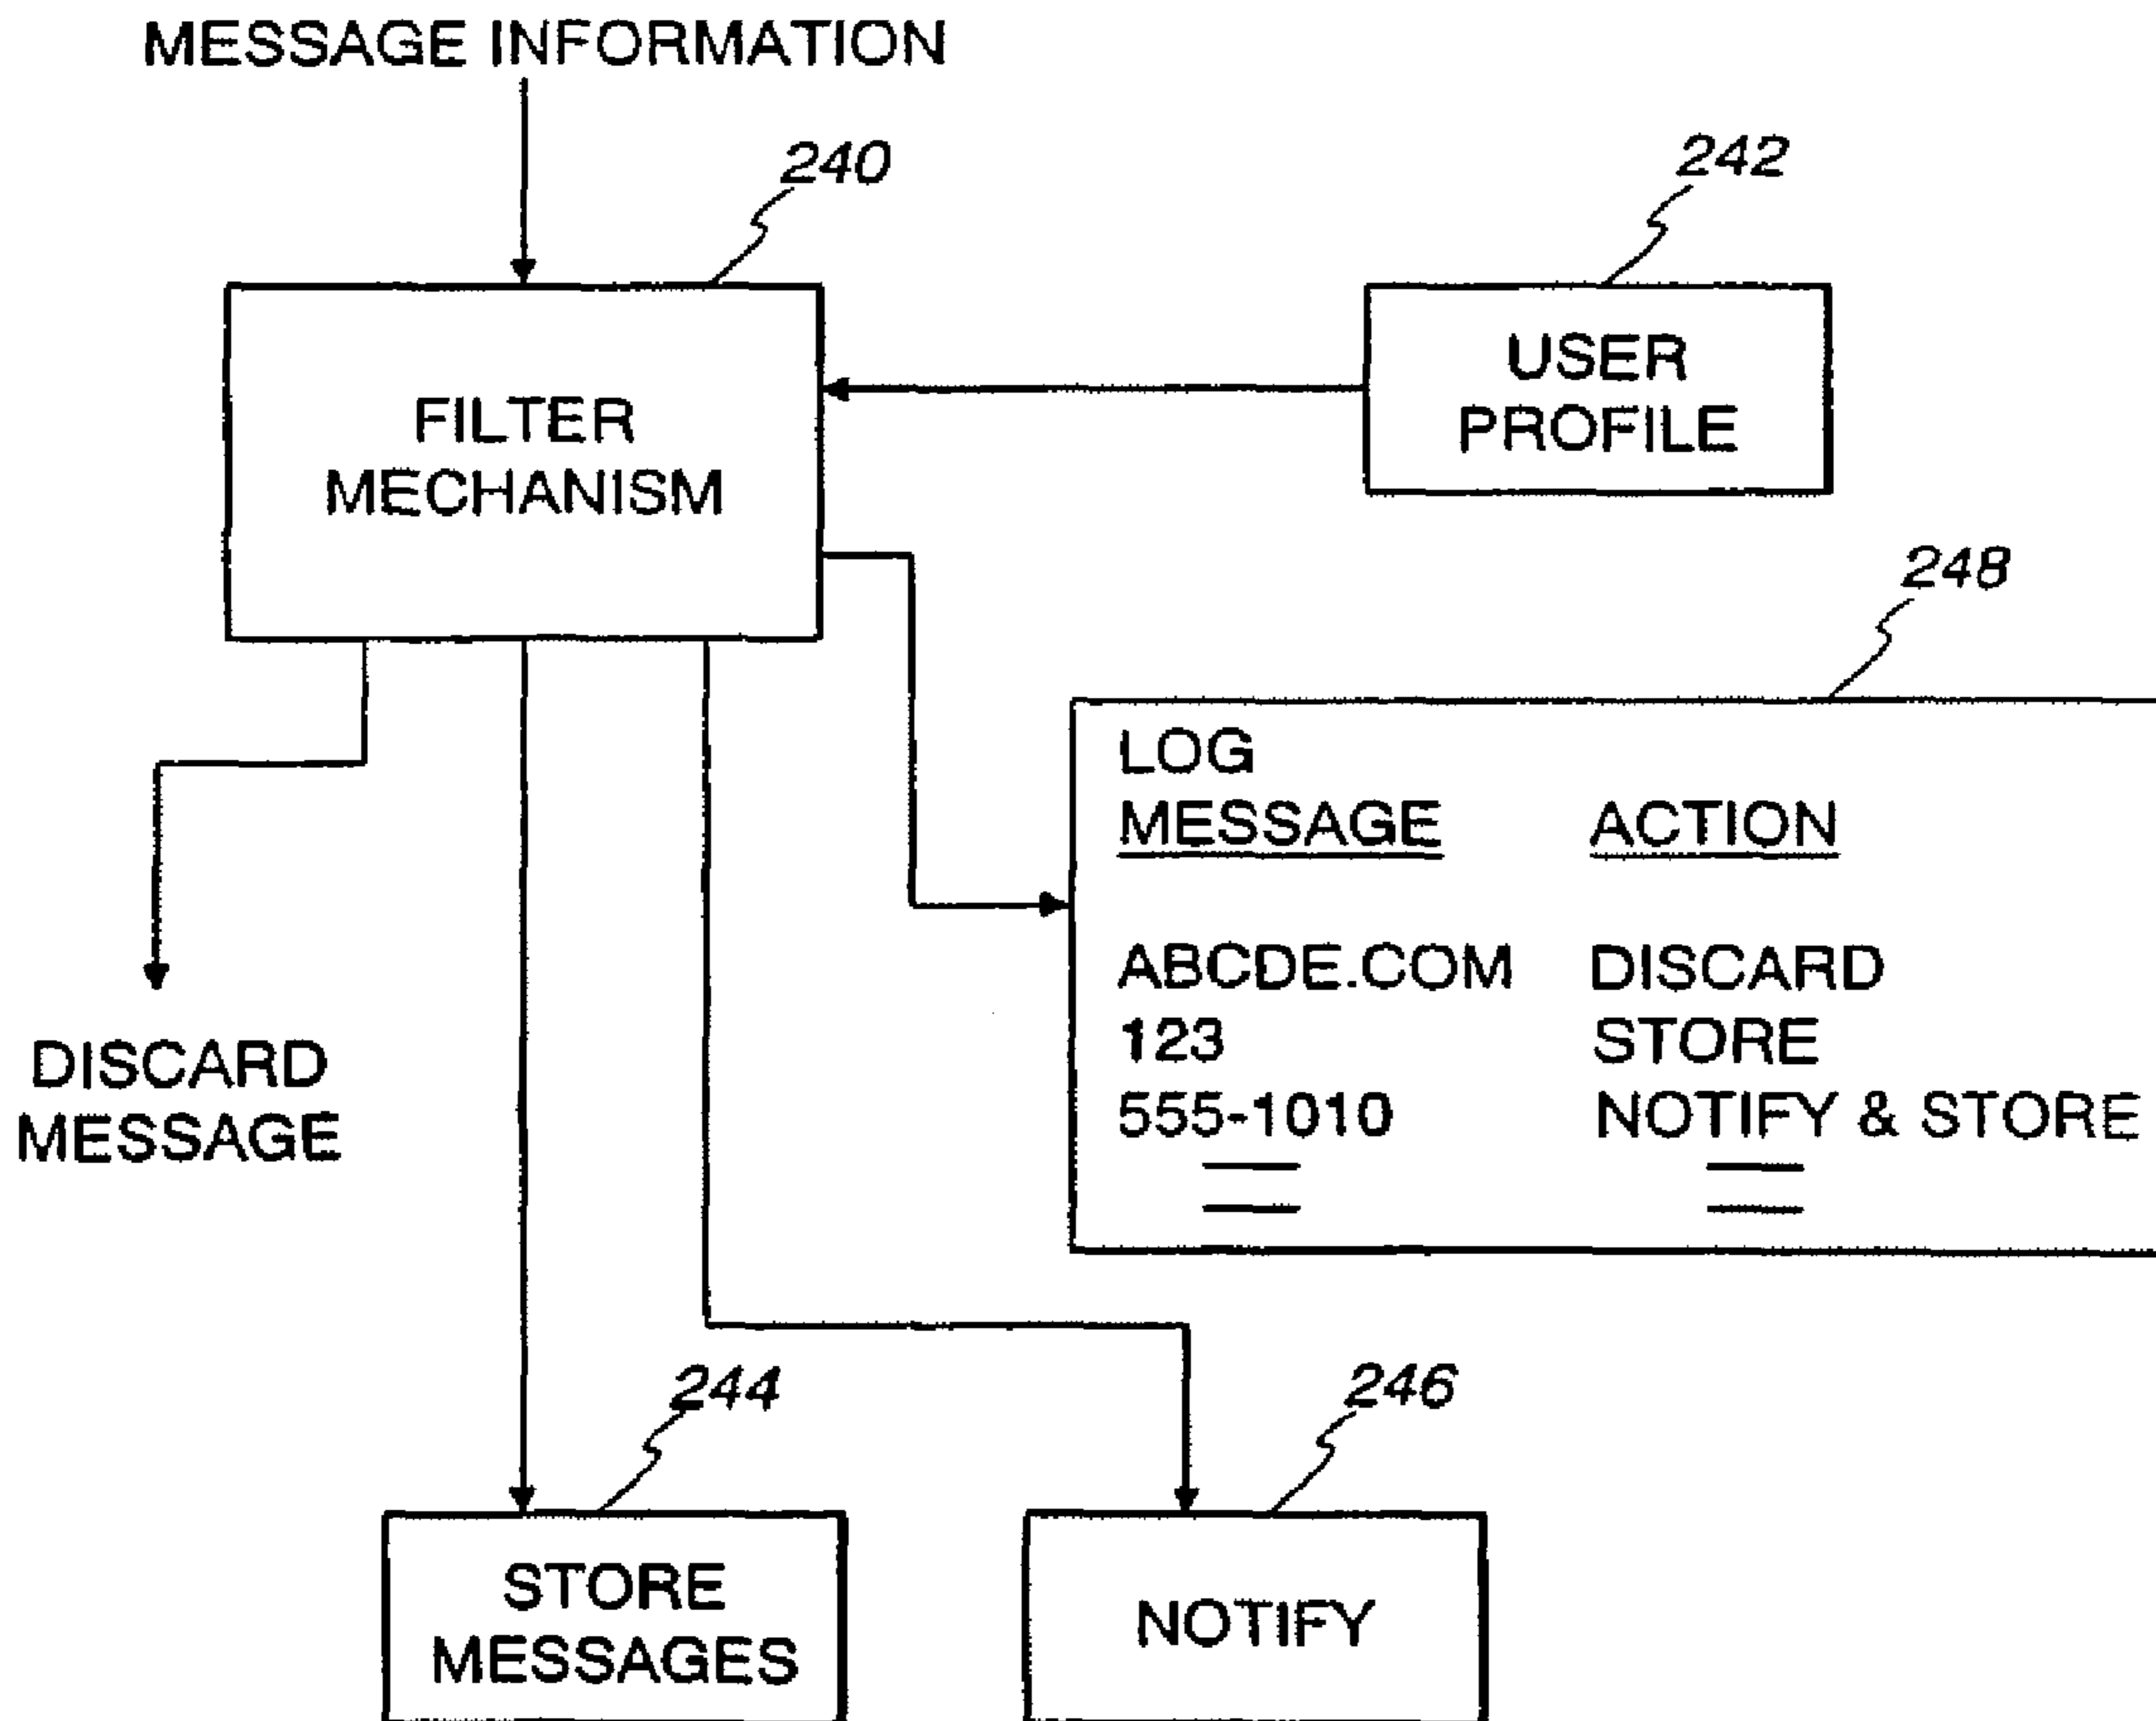 MESSAGE INFORMATION
240
242
FILTER
MECHANISM
USER
PROFILE
248
LOG
MESSAGE ACTION
ABCDE.COM DISCARD
123 STORE
555-1010 NOTIFY & STORE
DISCARD
MESSAGE
244
246
STORE
MESSAGES
NOTIFY